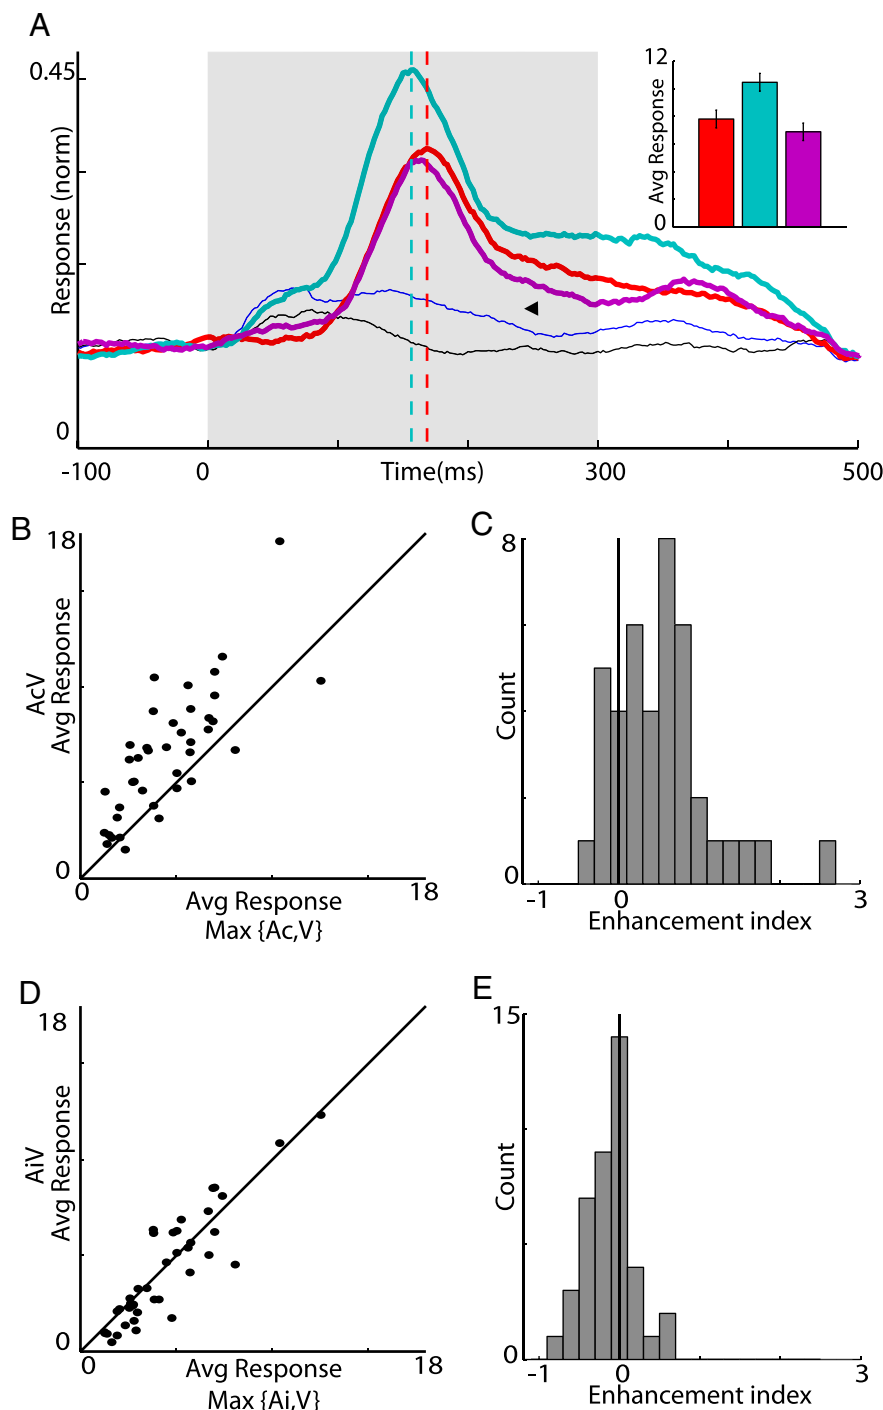 A
0.45
Response (norm)
0
-100
0
Time(ms)
300
500
12
Avg Response
0
B
18
AcV
Avg Response
0
0
18
Avg Response
Max {Ac,V}
C
8
Count
0
-1
0
3
Enhancement index
D
18
AiV
Avg Response
0
0
18
Avg Response
Max {Ai,V}
E
15
Count
0
-1
0
3
Enhancement index